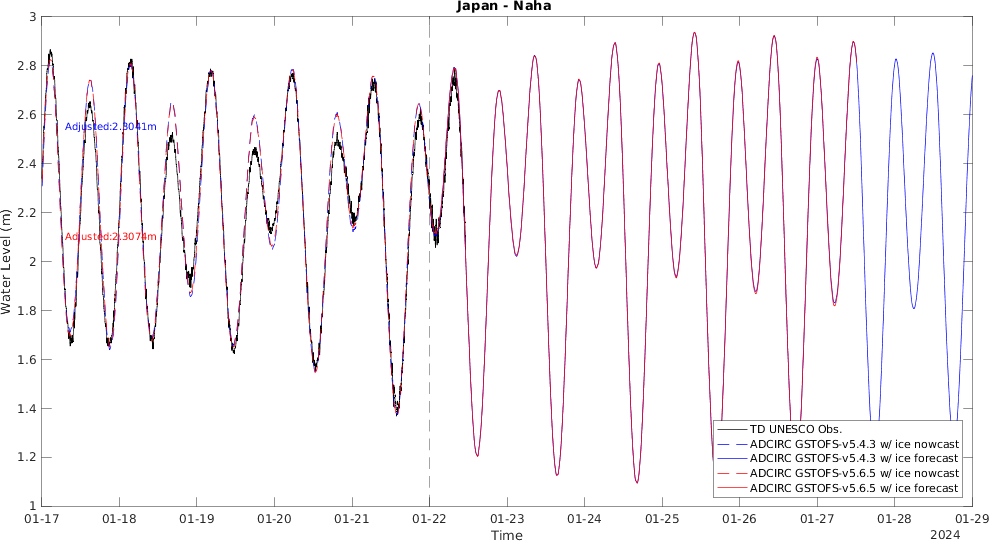 Japan - Naha
3
2.8
2.6
2.4
2.2
2
1.8
1.6
1.4
1.2
1
Water Level (m)
Adjusted:2.3041m
Adjusted:2.3074m
TD UNESCO Obs.
ADCIRC GSTOFS-v5.4.3 w/ ice nowcast
ADCIRC GSTOFS-v5.4.3 w/ ice forecast
ADCIRC GSTOFS-v5.6.5 w/ ice nowcast
ADCIRC GSTOFS-v5.6.5 w/ ice forecast
01-17 01-18 01-19 01-20 01-21 01-22 01-23 01-24 01-25 01-26 01-27 01-28 01-29
Time
2024